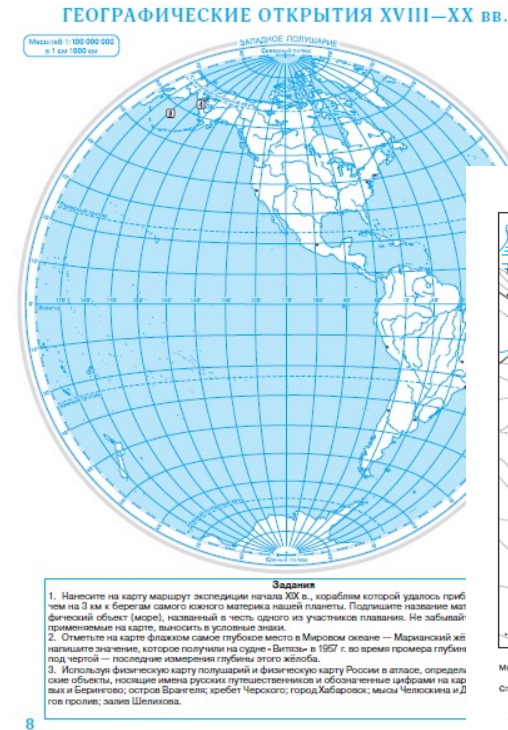 ГЕОГРАФИЧЕСКИЕ ОТКРЫТИЯ XVIII—XX вв.
Масштаб 1:100 000 000
в 1 см 1000 км
ЗАПАДНОЕ ПОЛУШАРИЕ
Северный полюс
Южный полюс
Задания
1. Нанесите на карту маршрут экспедиции начала XIX в., кораблям которой удалось приб
чем на 3 км к берегам самого южного материка нашей планеты. Подпишите название мат
фический объект (море), названный в честь одного из участников плавания. Не забывай
применяемые на карте, выносить в условные знаки.
2. Отметьте на карте флажком самое глубокое место в Мировом океане — Марианский жё
напишите значение, которое получили на судне «Витязь» в 1957 г. во время промера глубин
под чертой — последние измерения глубины этого жёлоба.
3. Используя физическую карту полушарий и физическую карту России в атласе, определ
ские объекты, носящие имена русских путешественников и обозначенные цифрами на кар
вых и Берингово; остров Врангеля; хребет Черского; город Хабаровск; мысы Челюскина и Д
гов пролив; залив Шелихова.
8